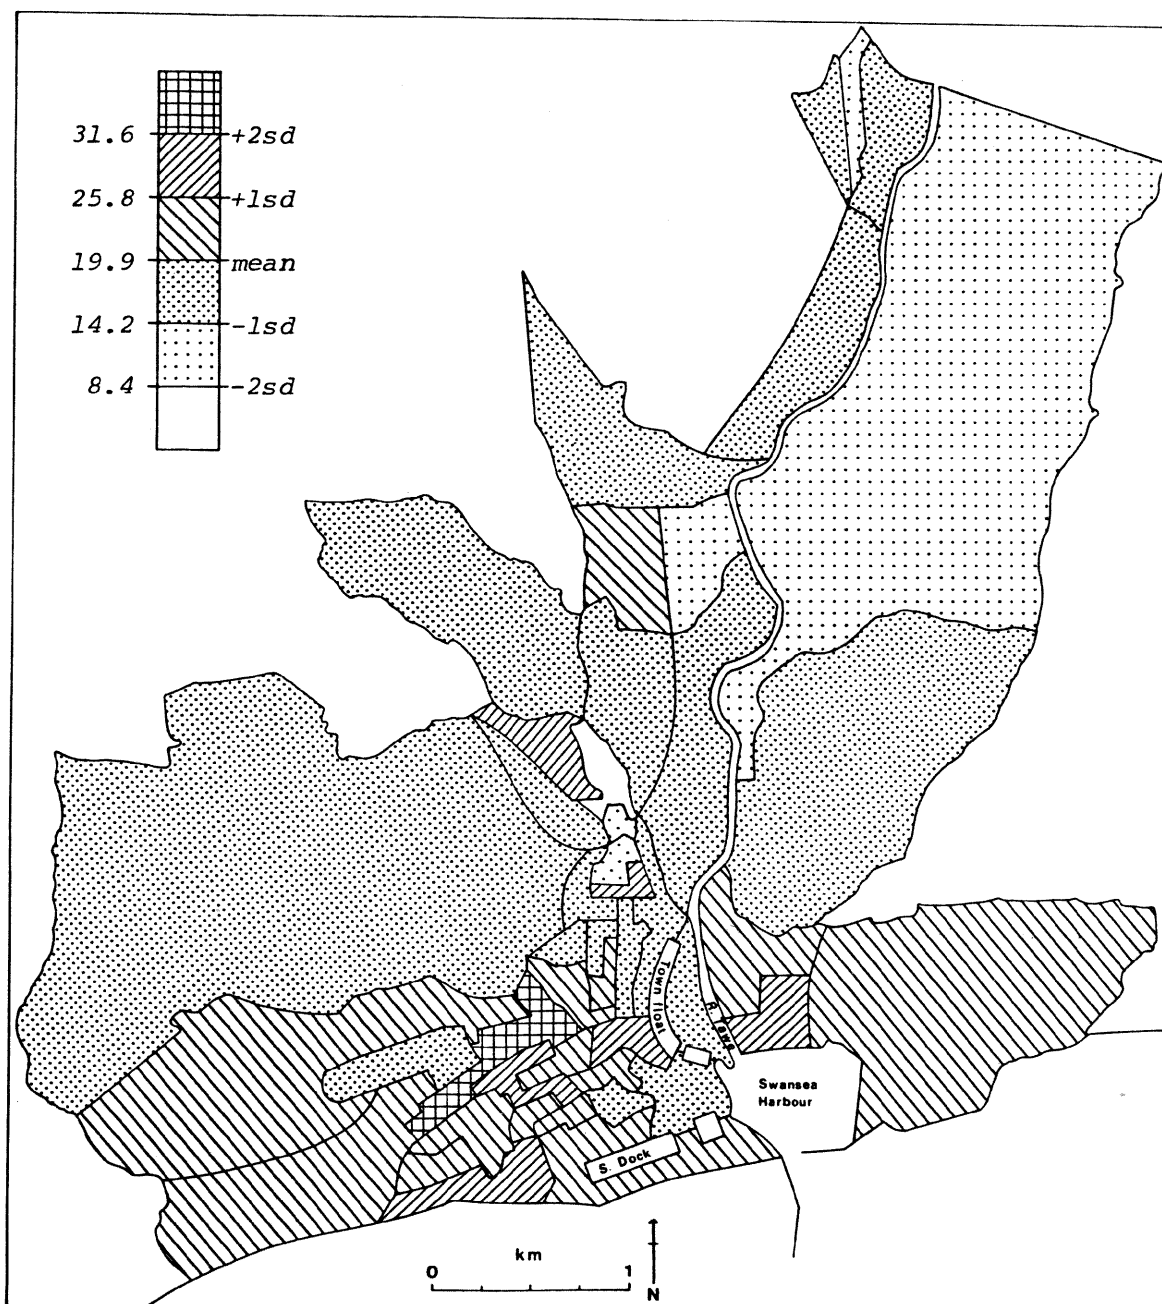 31.6 +2sd
25.8 +1sd
19.9 mean
14.2 -1sd
8.4 -2sd
Town Float
R. Tawe
Swansea
Harbour
S. Dock
km
0 1
N